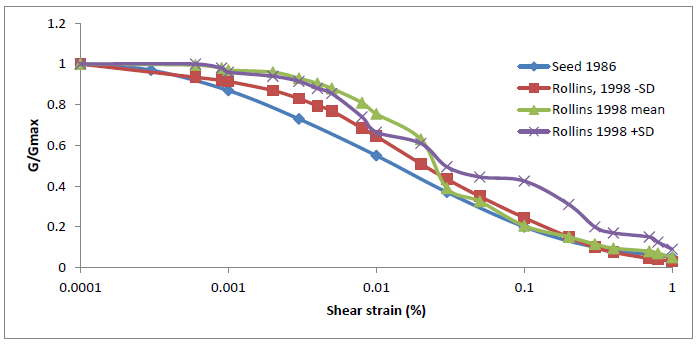 1.2
1
0.8
0.6
0.4
0.2
0
G/Gmax
0.0001
0.001
0.01
0.1
1
Shear strain (%)
Seed 1986
Rollins, 1998 -SD
Rollins 1998 mean
Rollins 1998 +SD